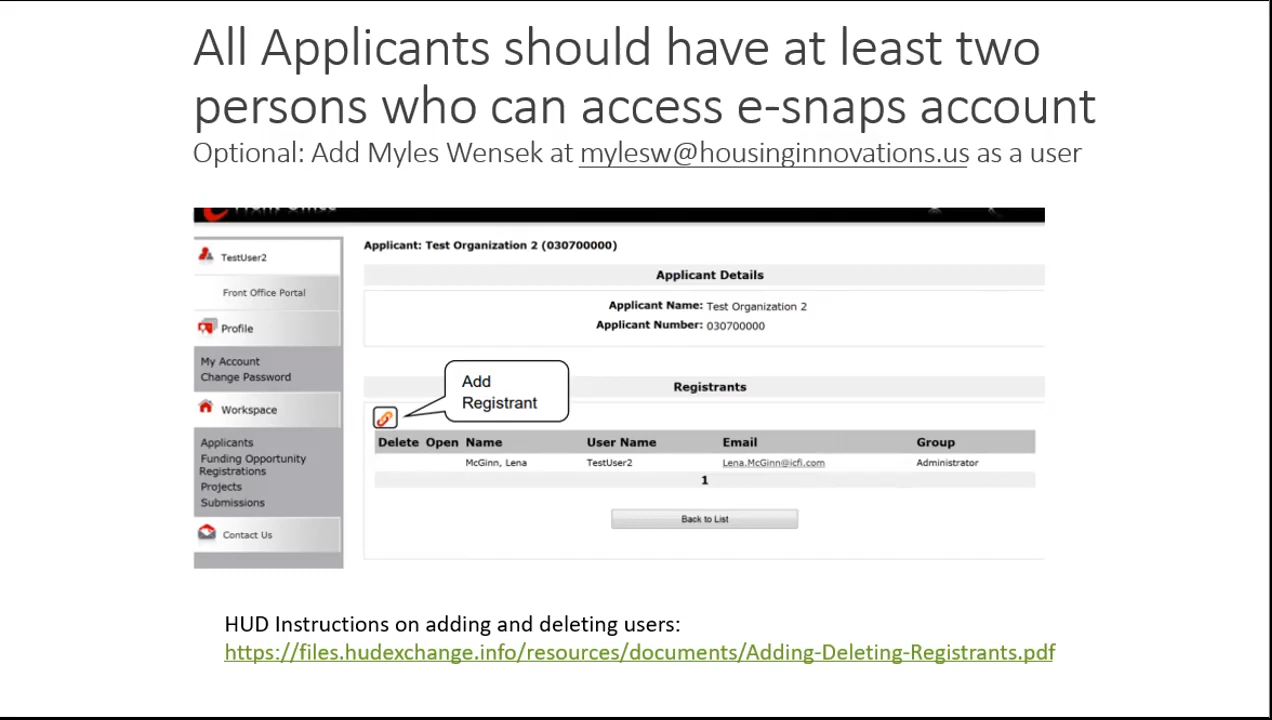 All Applicants should have at least two
persons who can access e-snaps account
Optional: Add Myles Wensek at mylesw@housinginnovations.us as a user
Applicant: Test Organization 2 (030700000)
TestUser2
Applicant Details
Front Office Portal
Applicant Name: Test Organization 2
Applicant Number: 030700000
Profile
My Account
Change Password
Add
Registrant
Registrants
Workspace
Applicants
Funding Opportunity
Registrations
Projects
Submissions
Contact Us
Delete Open Name User Name Email Group
McGinn, Lena TestUser2 Lena.McGinn@icfi.com Administrator
1
Back to List
HUD Instructions on adding and deleting users:
https://files.hudexchange.info/resources/documents/Adding-Deleting-Registrants.pdf